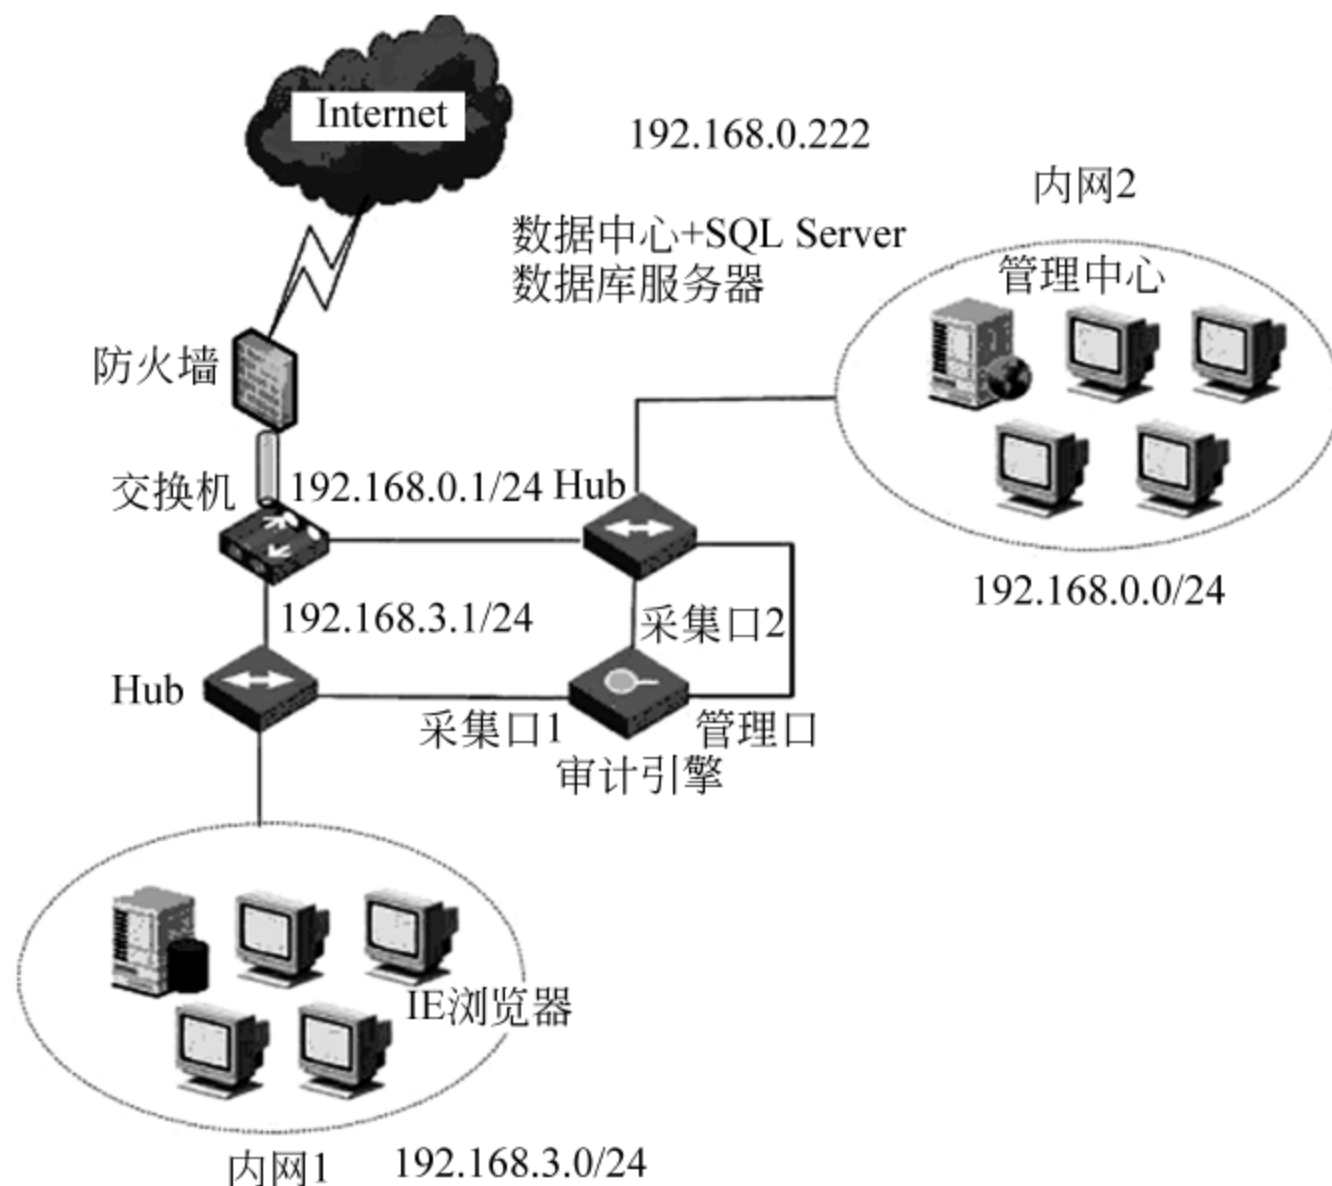 Internet
192.168.0.222
内网2
数据中心+SQL Server
数据库服务器
管理中心
防火墙
交换机
192.168.0.1/24
Hub
192.168.0.0/24
192.168.3.1/24
采集口2
Hub
采集口1
管理口
审计引擎
IE浏览器
内网1
192.168.3.0/24